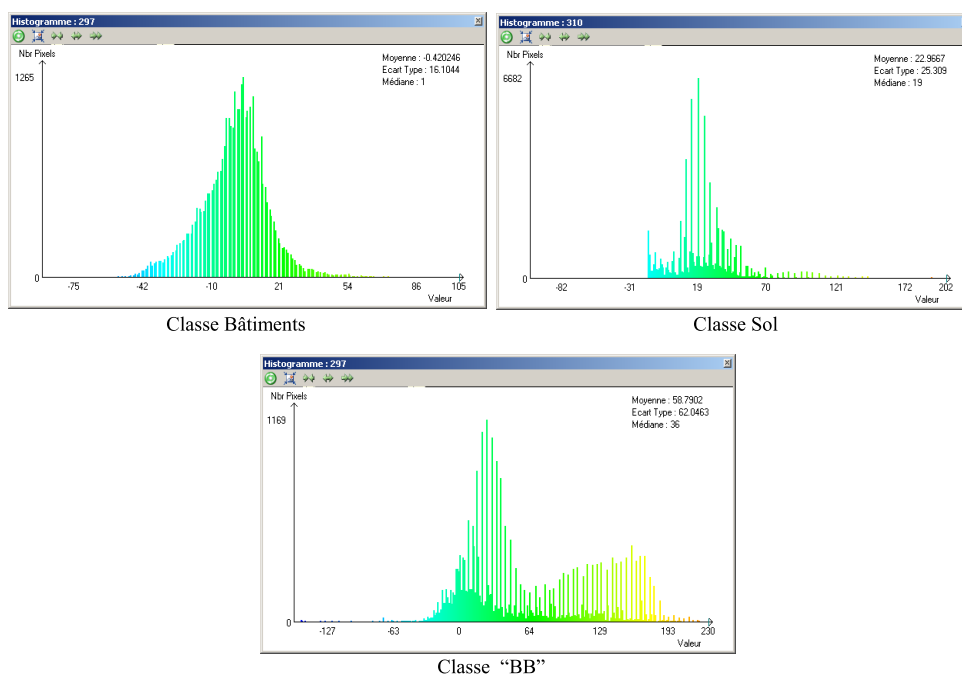 Histogramme : 297
Nbr Pixels
Moyenne : -0.420246
Ecart Type : 16.1044
Médiane : 1
1265
0
-75 -42 -10 21 54 86 105
Valeur
Classe Bâtiments
Histogramme : 310
Nbr Pixels
Moyenne : 22.9667
Ecart Type : 25.309
Médiane : 19
6682
0
-82 -31 19 70 121 172 202
Valeur
Classe Sol
Histogramme : 297
Nbr Pixels
Moyenne : 58.7902
Ecart Type : 62.0463
Médiane : 36
1169
0
-127 -63 0 64 129 193 230
Valeur
Classe “BB”